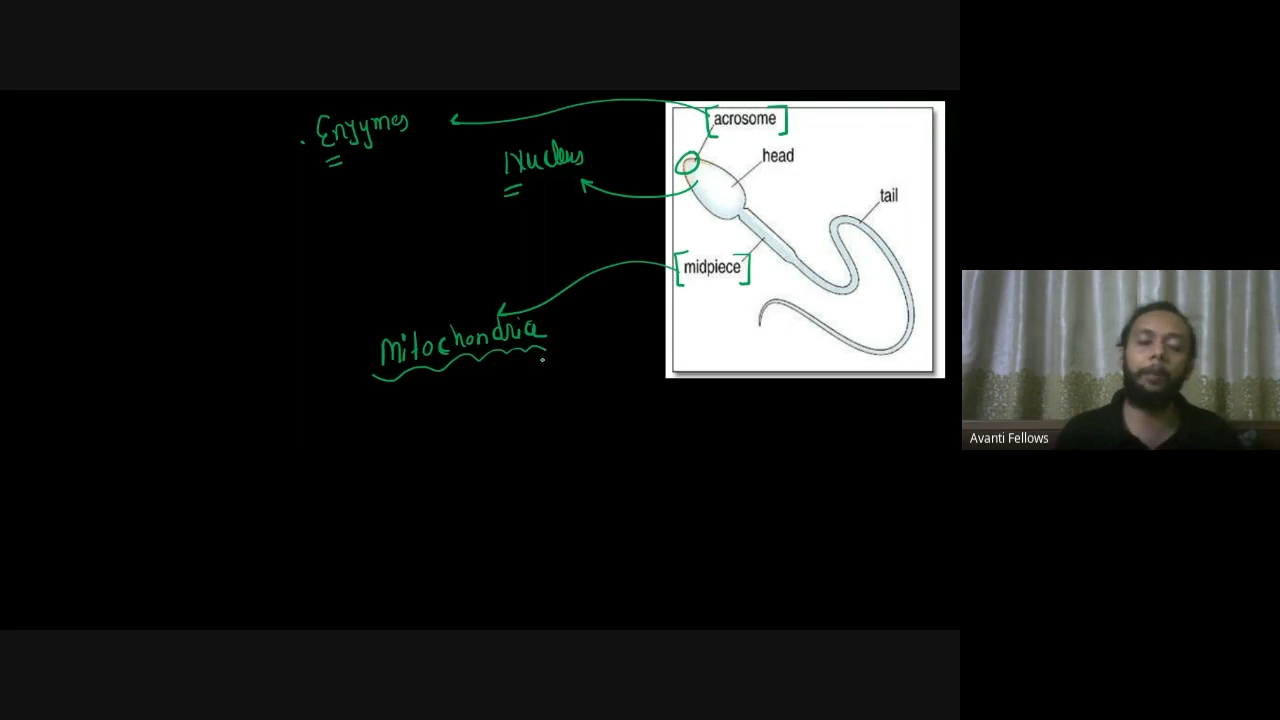 acrosome
. Enzymes
head
Nucleus
tail
midpiece
Mitochondria
Avanti Fellows